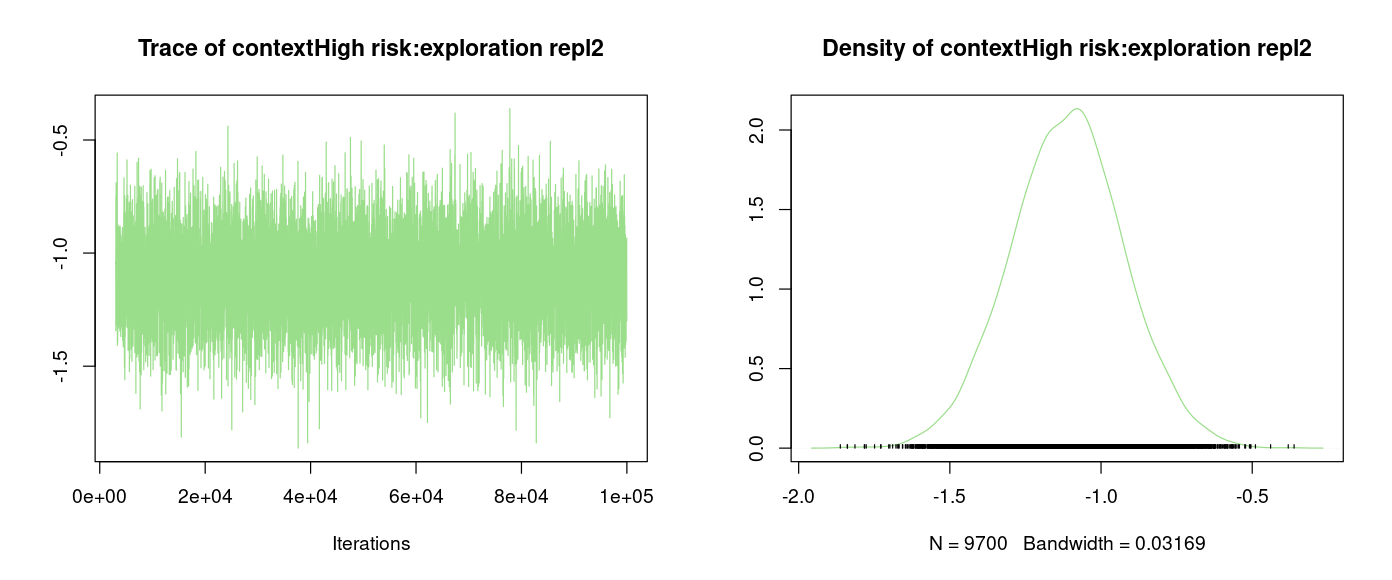 Trace of contextHigh risk:exploration repl2
-0.5
-1.0
-1.5
0e+00 2e+04 4e+04 6e+04 8e+04 1e+05
Iterations
Density of contextHigh risk:exploration repl2
2.0
1.5
1.0
0.5
0.0
-2.0 -1.5 -1.0 -0.5
N = 9700 Bandwidth = 0.03169